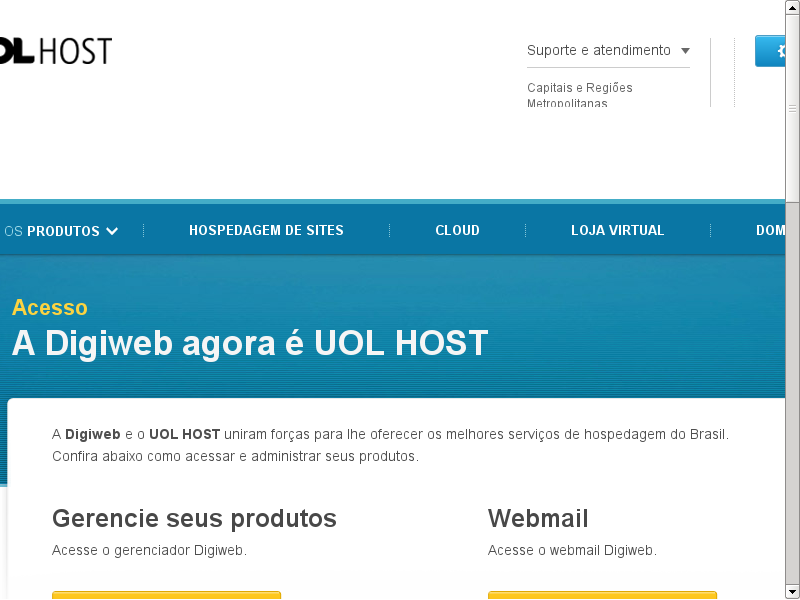 OL HOST
Suporte e atendimento
Capitais e Regiões
Metropolitanas
OS PRODUTOS
HOSPEDAGEM DE SITES
CLOUD
LOJA VIRTUAL
DOM
Acesso
A Digiweb agora é UOL HOST
A Digiweb e o UOL HOST uniram forças para lhe oferecer os melhores serviços de hospedagem do Brasil.
Confira abaixo como acessar e administrar seus produtos.
Gerencie seus produtos
Acesse o gerenciador Digiweb.
Webmail
Acesse o webmail Digiweb.